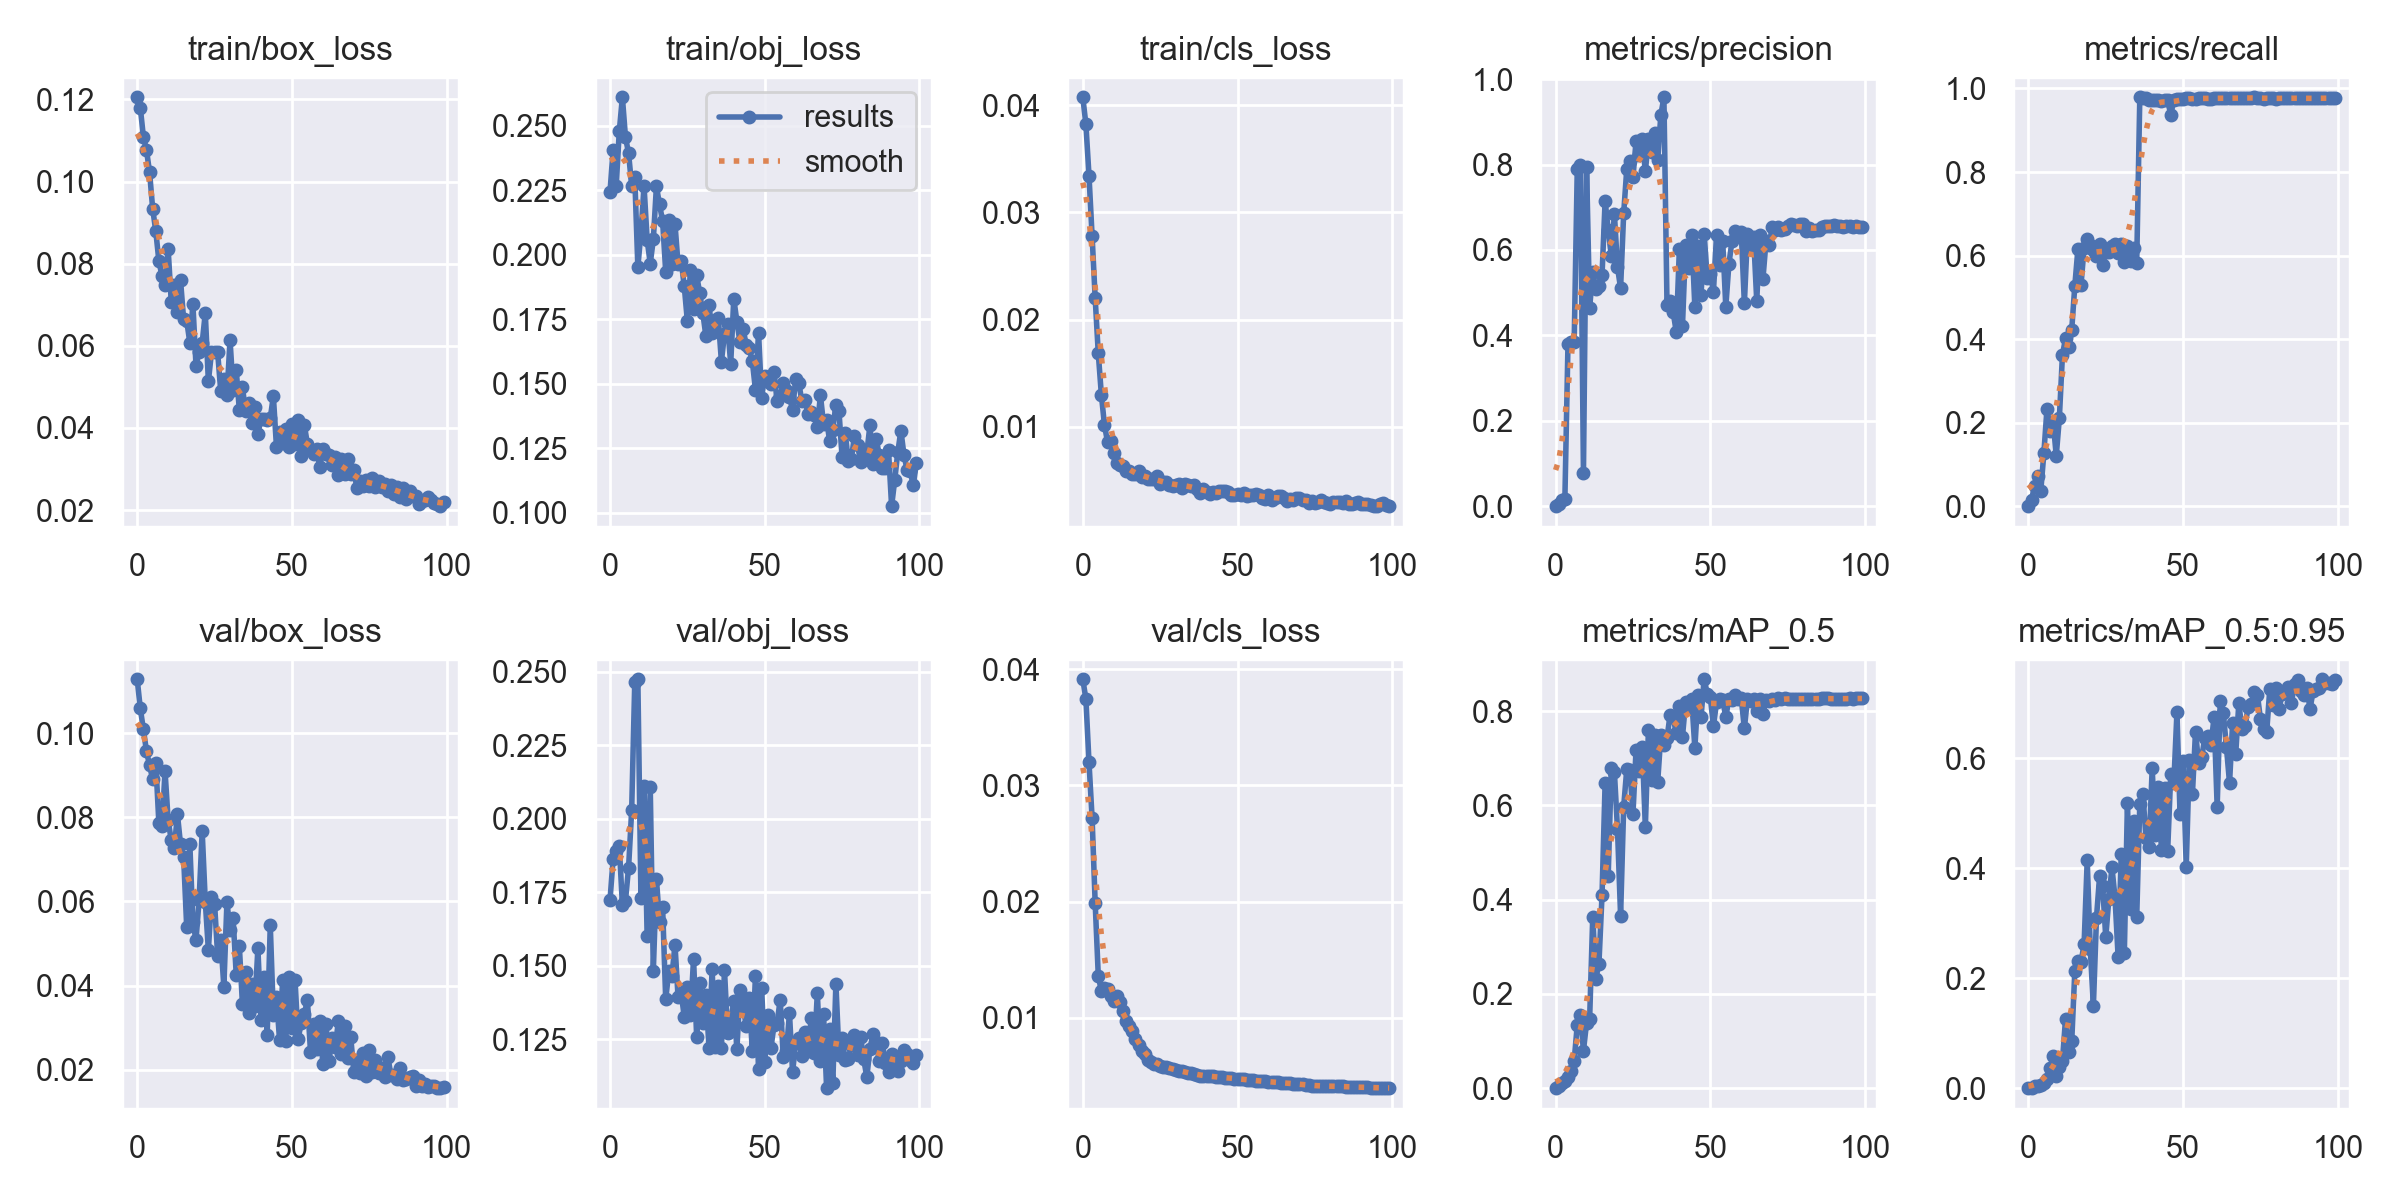 train/box_loss
0.12
0.10
0.08
0.06
0.04
0.02
0 50 100
train/obj_loss
results
smooth
0.250
0.225
0.200
0.175
0.150
0.125
0.100
0 50 100
train/cls_loss
0.04
0.03
0.02
0.01
0 50 100
metrics/precision
1.0
0.8
0.6
0.4
0.2
0.0
0 50 100
metrics/recall
1.0
0.8
0.6
0.4
0.2
0.0
0 50 100
val/box_loss
0.10
0.08
0.06
0.04
0.02
0 50 100
val/obj_loss
0.250
0.225
0.200
0.175
0.150
0.125
0 50 100
val/cls_loss
0.04
0.03
0.02
0.01
0 50 100
metrics/mAP_0.5
0.8
0.6
0.4
0.2
0.0
0 50 100
metrics/mAP_0.5:0.95
0.6
0.4
0.2
0.0
0 50 100